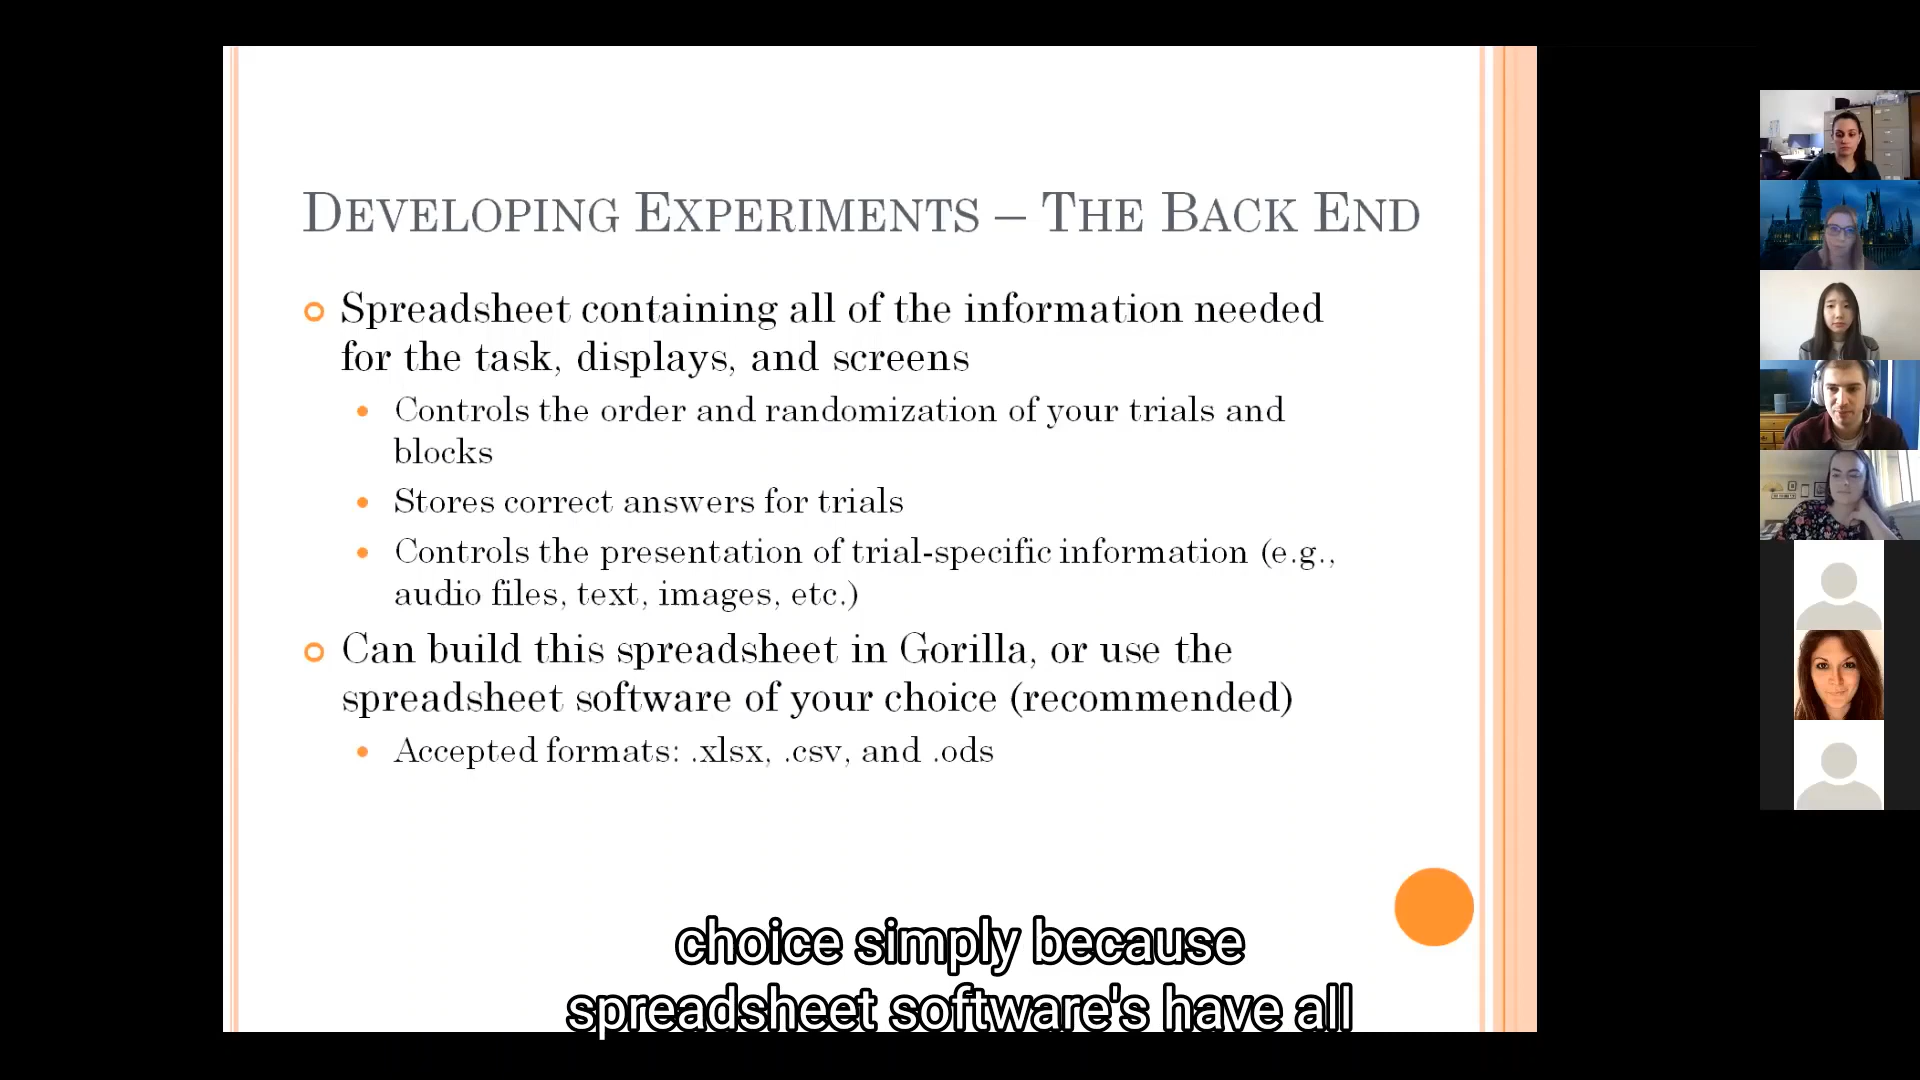 DEVELOPING EXPERIMENTS – THE BACK END
Spreadsheet containing all of the information needed
for the task, displays, and screens
Controls the order and randomization of your trials and
blocks
Stores correct answers for trials
Controls the presentation of trial-specific information (e.g.,
audio files, text, images, etc.)
Can build this spreadsheet in Gorilla, or use the
spreadsheet software of your choice (recommended)
Accepted formats: .xlsx, .csv, and .ods
choice simply because
spreadsheet software's have all